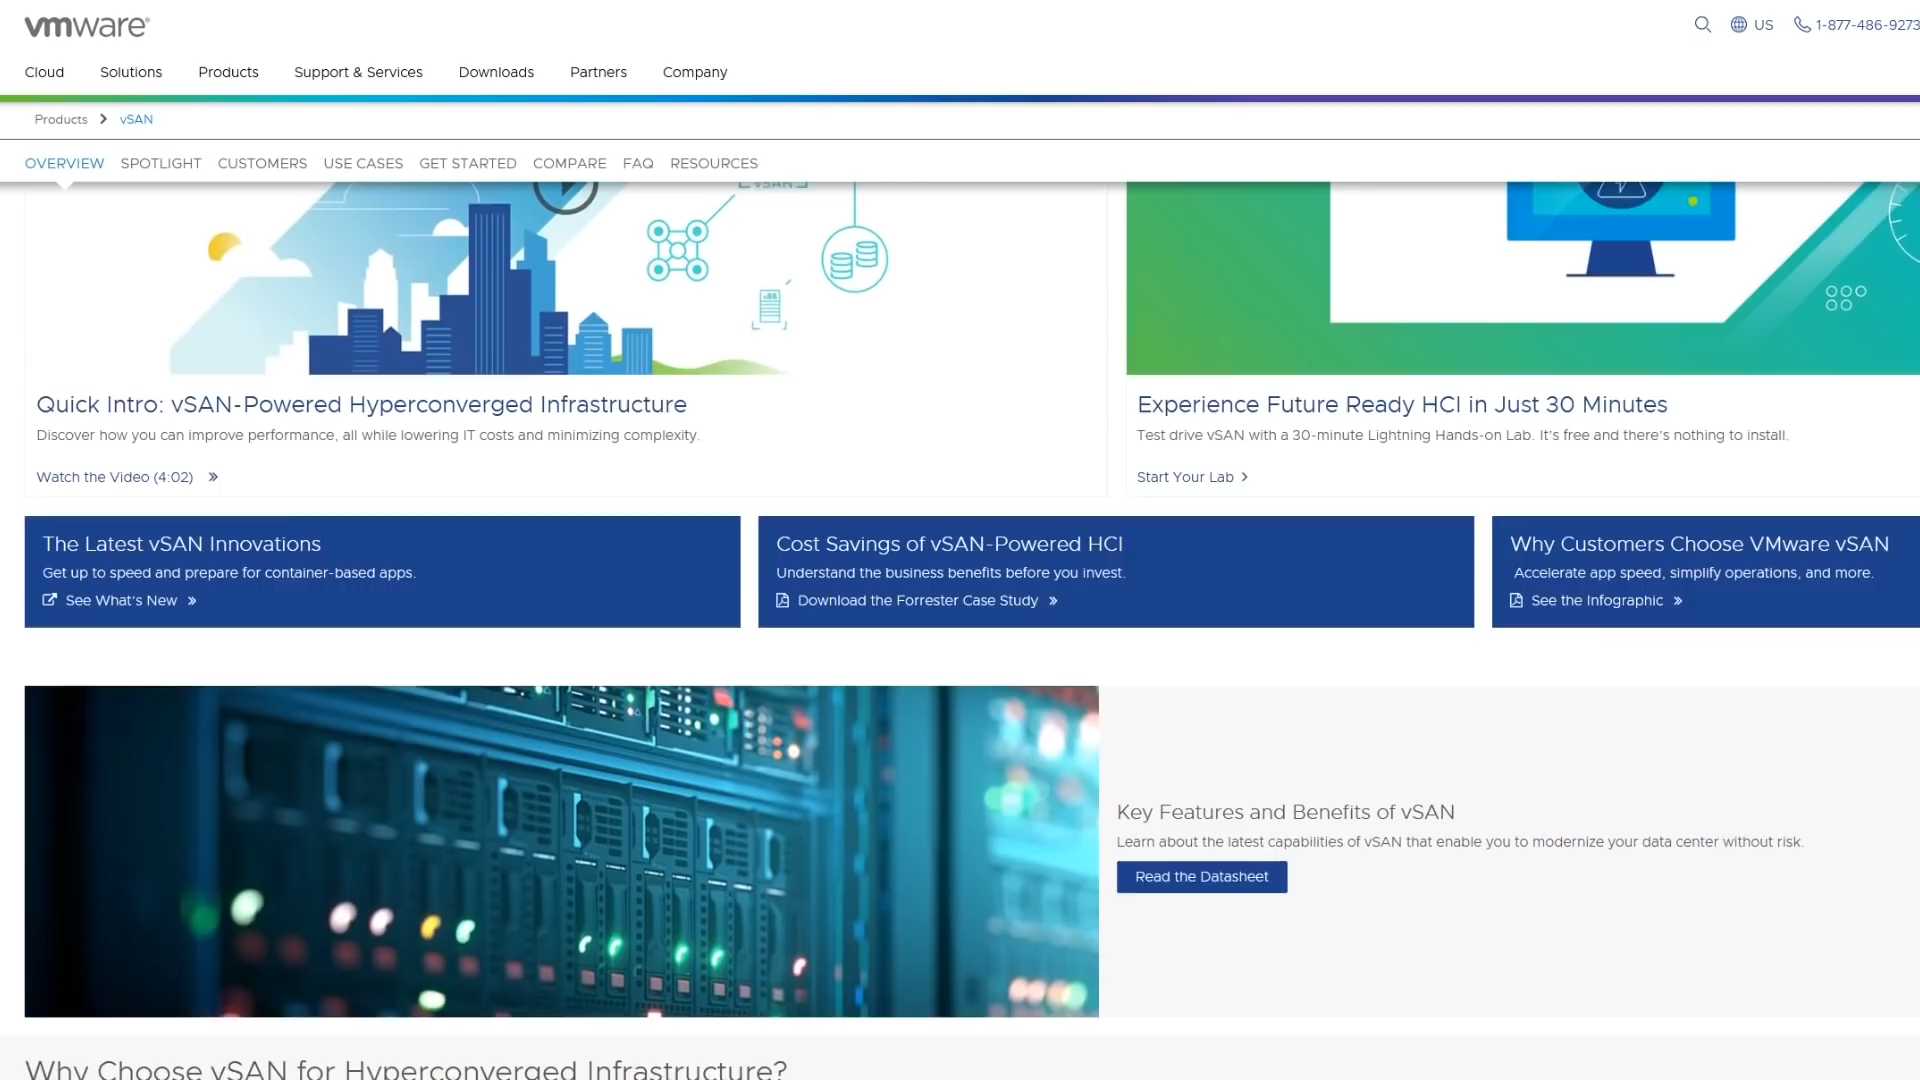 vmware®
US
1-877-486-9273
Cloud
Solutions
Products
Support & Services
Downloads
Partners
Company
Products
vSAN
OVERVIEW
SPOTLIGHT
CUSTOMERS
USE CASES
GET STARTED
COMPARE
FAQ
RESOURCES
vSAN
Quick Intro: vSAN-Powered Hyperconverged Infrastructure
Discover how you can improve performance, all while lowering IT costs and minimizing complexity.
Watch the Video (4:02)
Experience Future Ready HCI in Just 30 Minutes
Test drive vSAN with a 30-minute Lightning Hands-on Lab. It's free and there's nothing to install.
Start Your Lab
The Latest vSAN Innovations
Get up to speed and prepare for container-based apps.
See What's New
Cost Savings of vSAN-Powered HCI
Understand the business benefits before you invest.
Download the Forrester Case Study
Why Customers Choose VMware vSAN
Accelerate app speed, simplify operations, and more.
See the Infographic
Key Features and Benefits of vSAN
Learn about the latest capabilities of vSAN that enable you to modernize your data center without risk.
Read the Datasheet
Why Choose vSAN for Hyperconverged Infrastructure?